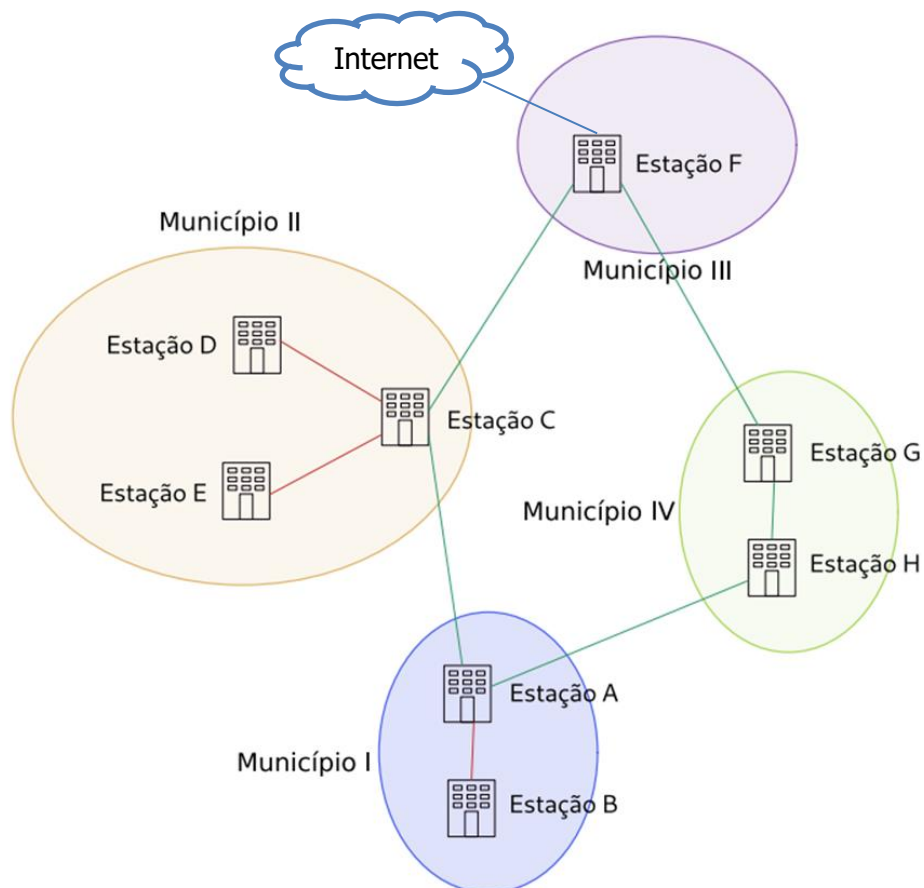 Internet
Estação F
Município II
Município III
Estação D
Estação C
Estação G
Estação E
Município IV
Estação H
Estação A
Município I
Estação B